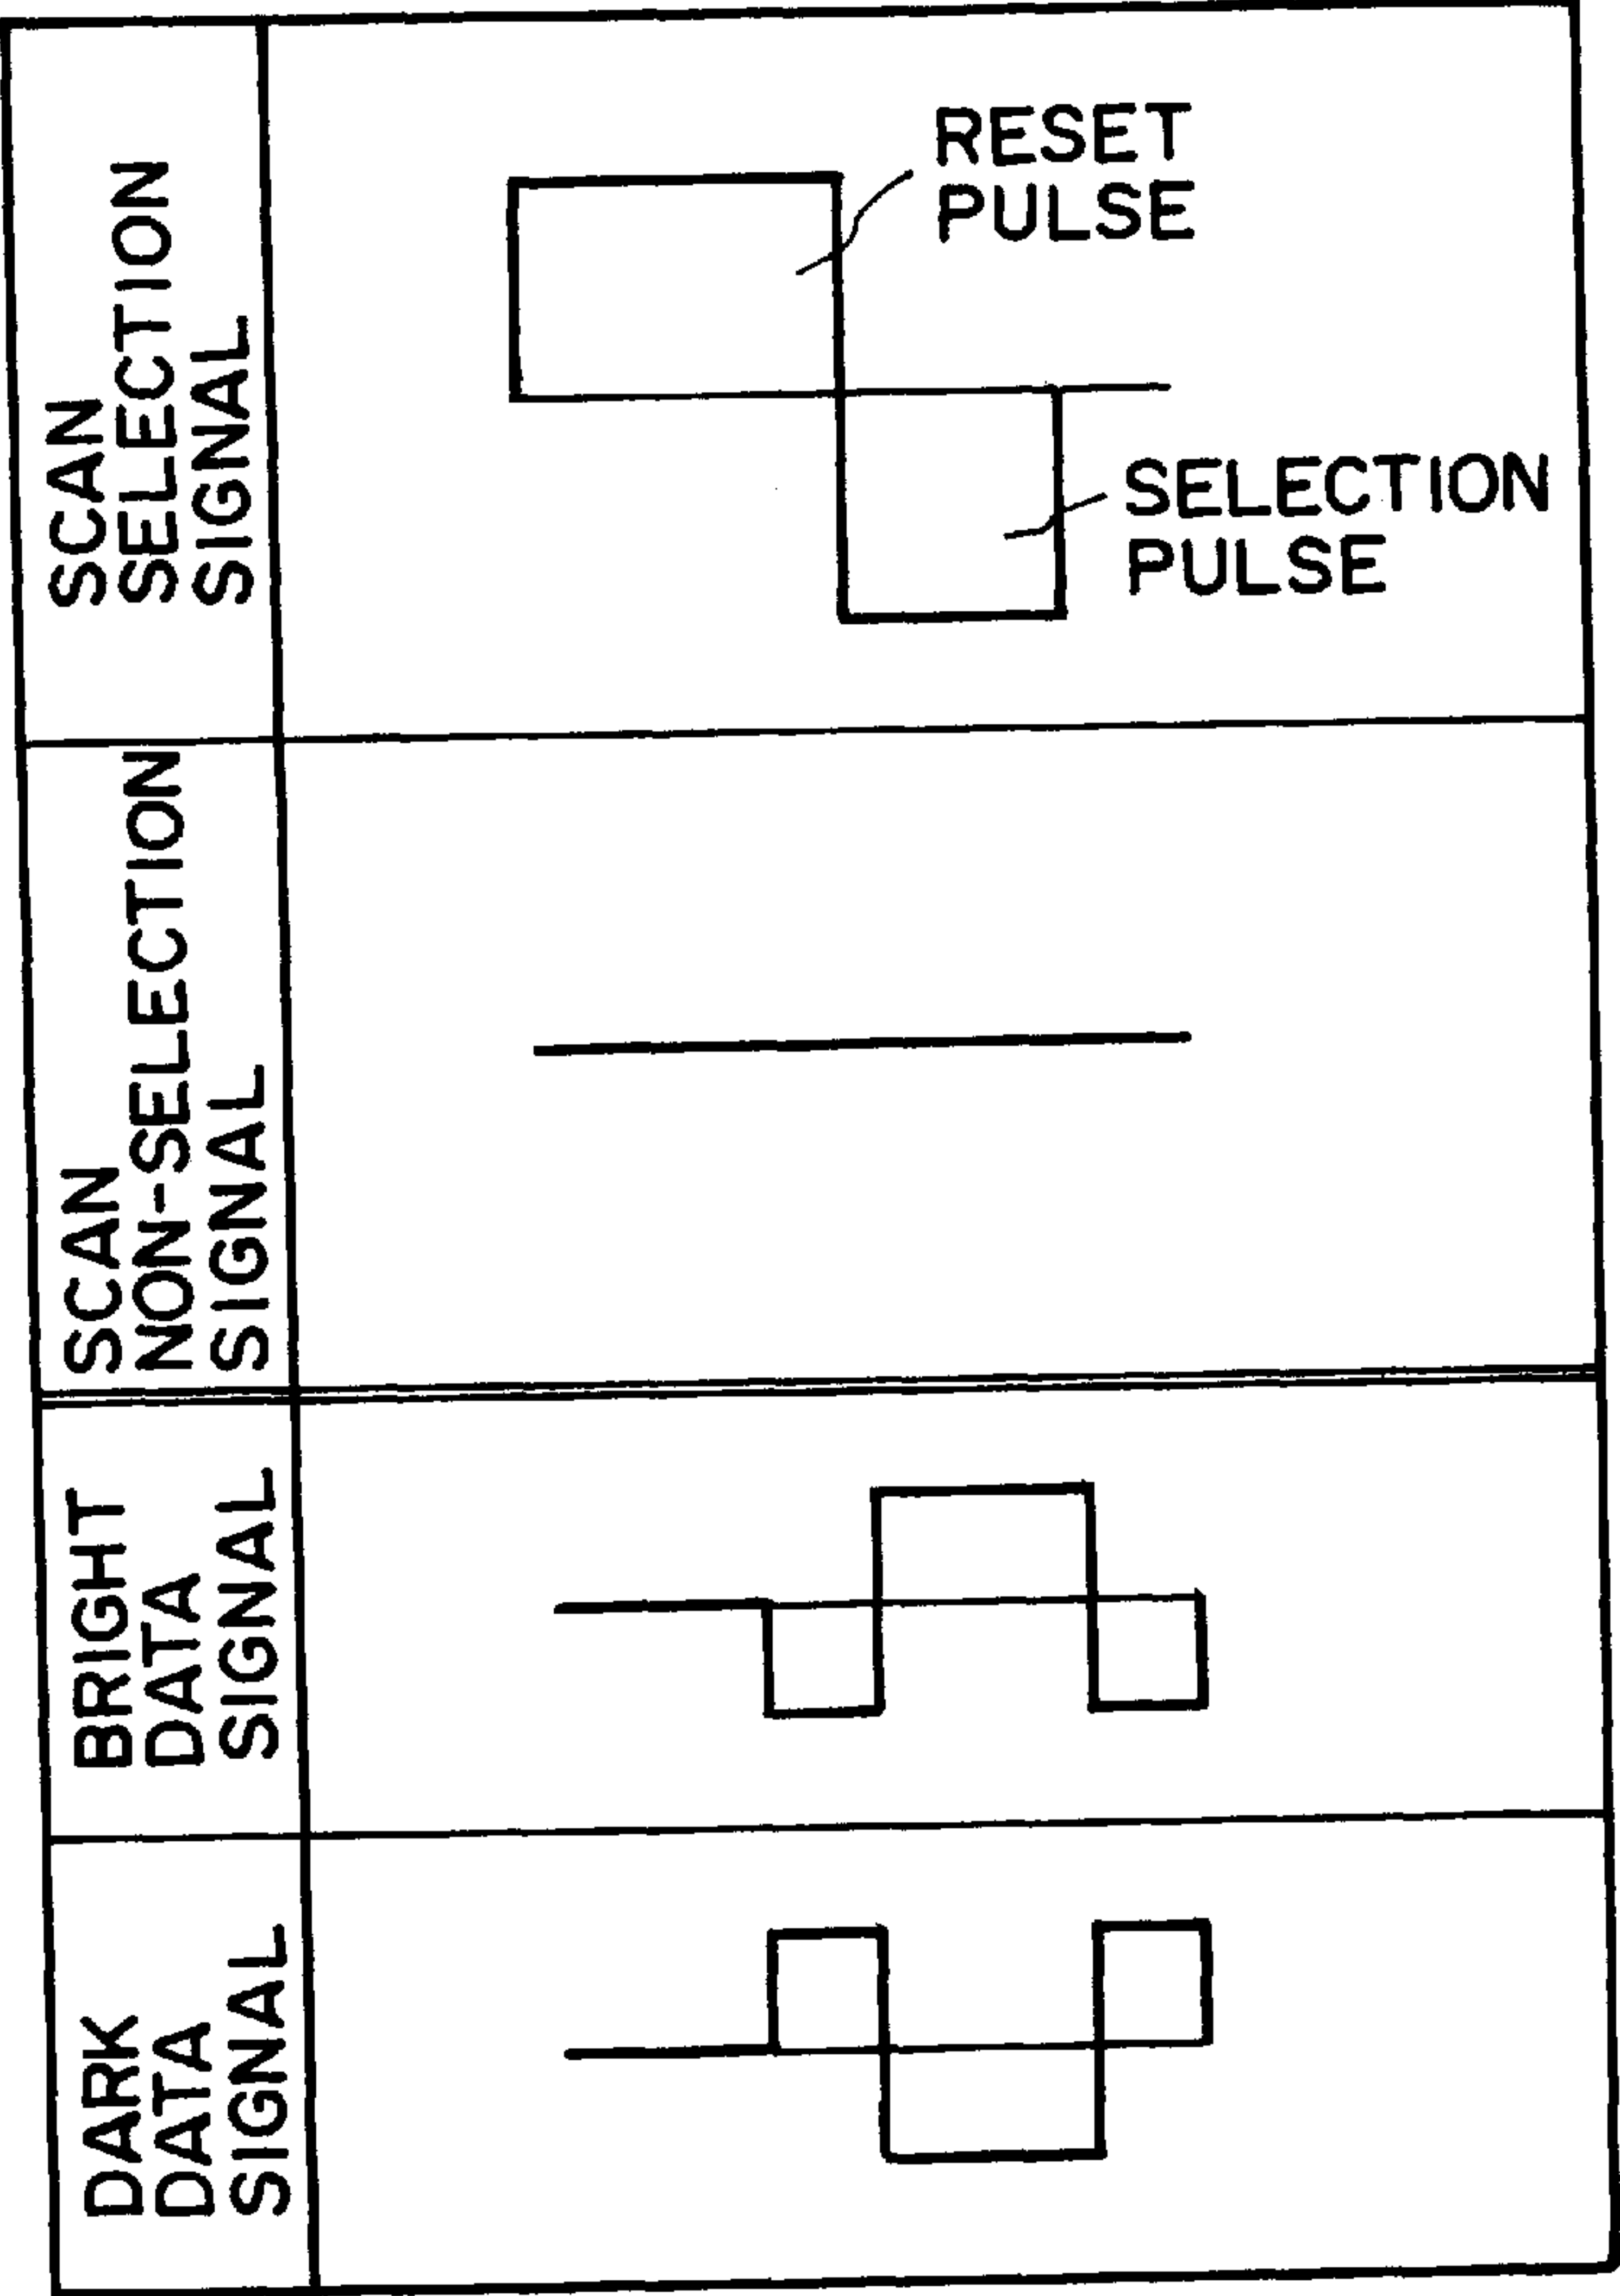 SCAN
SELECTION
SIGNAL
RESET
PULSE
SELECTION
PULSE
SCAN
NON-SELECTION
SIGNAL
BRIGHT
DATA
SIGNAL
DARK
DATA
SIGNAL